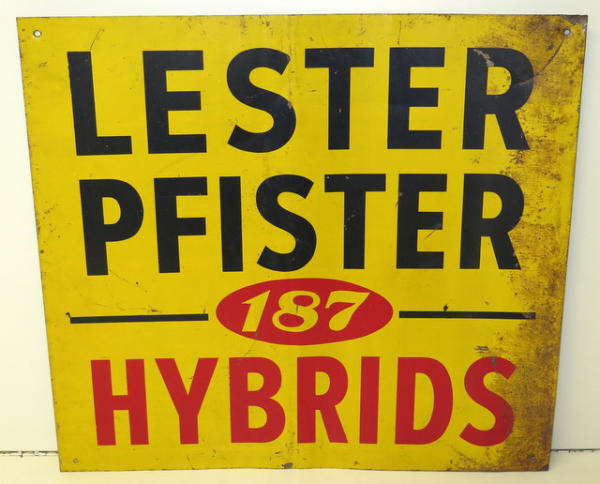 LESTER
PFISTER
187
HYBRIDS